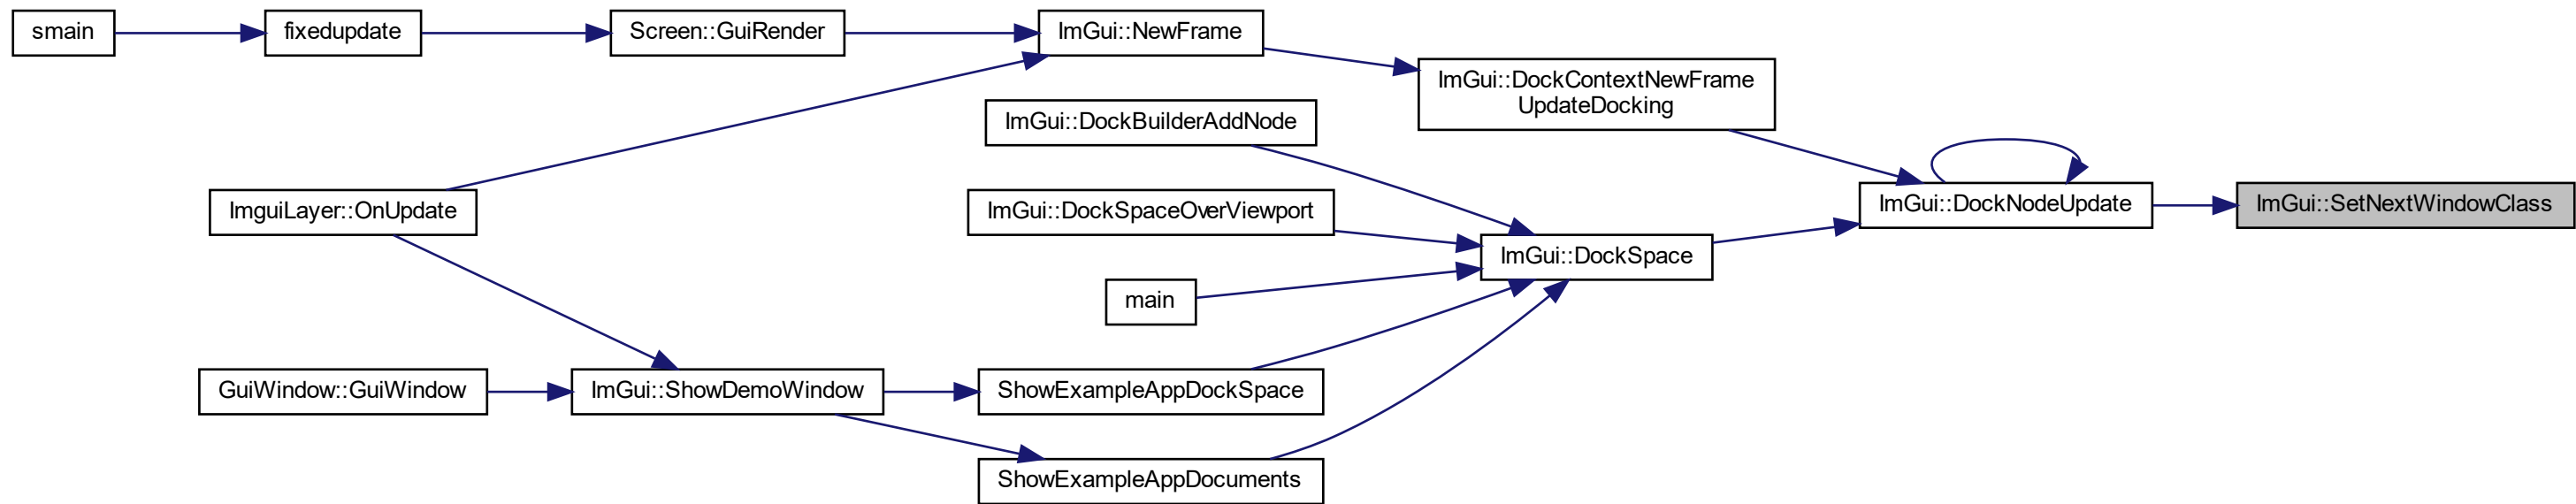 smain
fixedupdate
Screen::GuiRender
ImGui::NewFrame
ImGui::DockContextNewFrame
UpdateDocking
ImGui::DockBuilderAddNode
ImguiLayer::OnUpdate
ImGui::DockSpaceOverViewport
ImGui::DockNodeUpdate
ImGui::SetNextWindowClass
ImGui::DockSpace
main
GuiWindow::GuiWindow
ImGui::ShowDemoWindow
ShowExampleAppDockSpace
ShowExampleAppDocuments